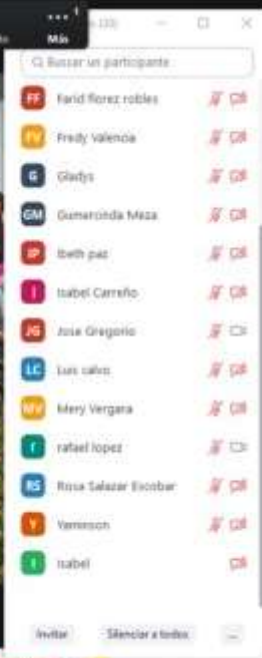 Más
Buscar un participante
FF Farid florez robles
FV Fredy Valencia
G Gladys
GM Gumercinda Meza
IP Ibeth paz
I Isabel Carreño
JG Jose Gregorio
LC Luis calvo
MV Mery Vergara
r rafael lopez
RS Rosa Salazar Escobar
Y Yeminson
I Isabel
Invitar Silenciar a todos ...